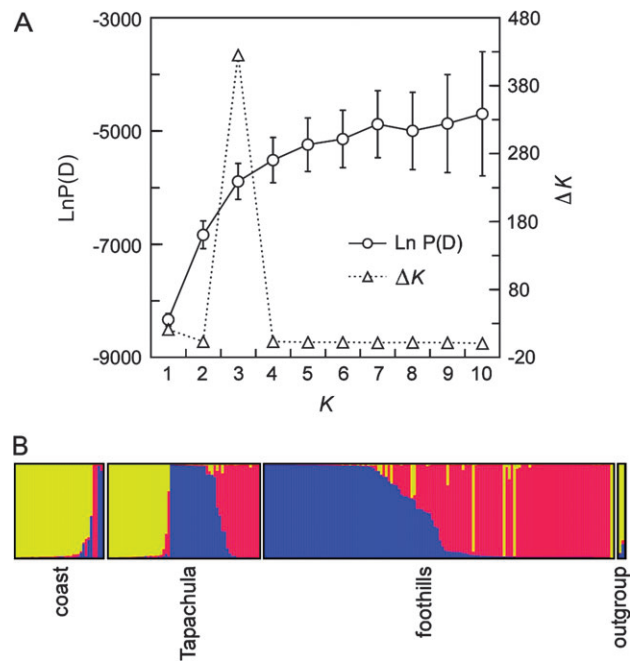 A
-3000
-5000
-7000
-9000
LnP(D)
480
380
280
180
80
-20
ΔK
Ln P(D)
ΔK
1 2 3 4 5 6 7 8 9 10
K
B
coast
Tapachula
foothills
outgroup